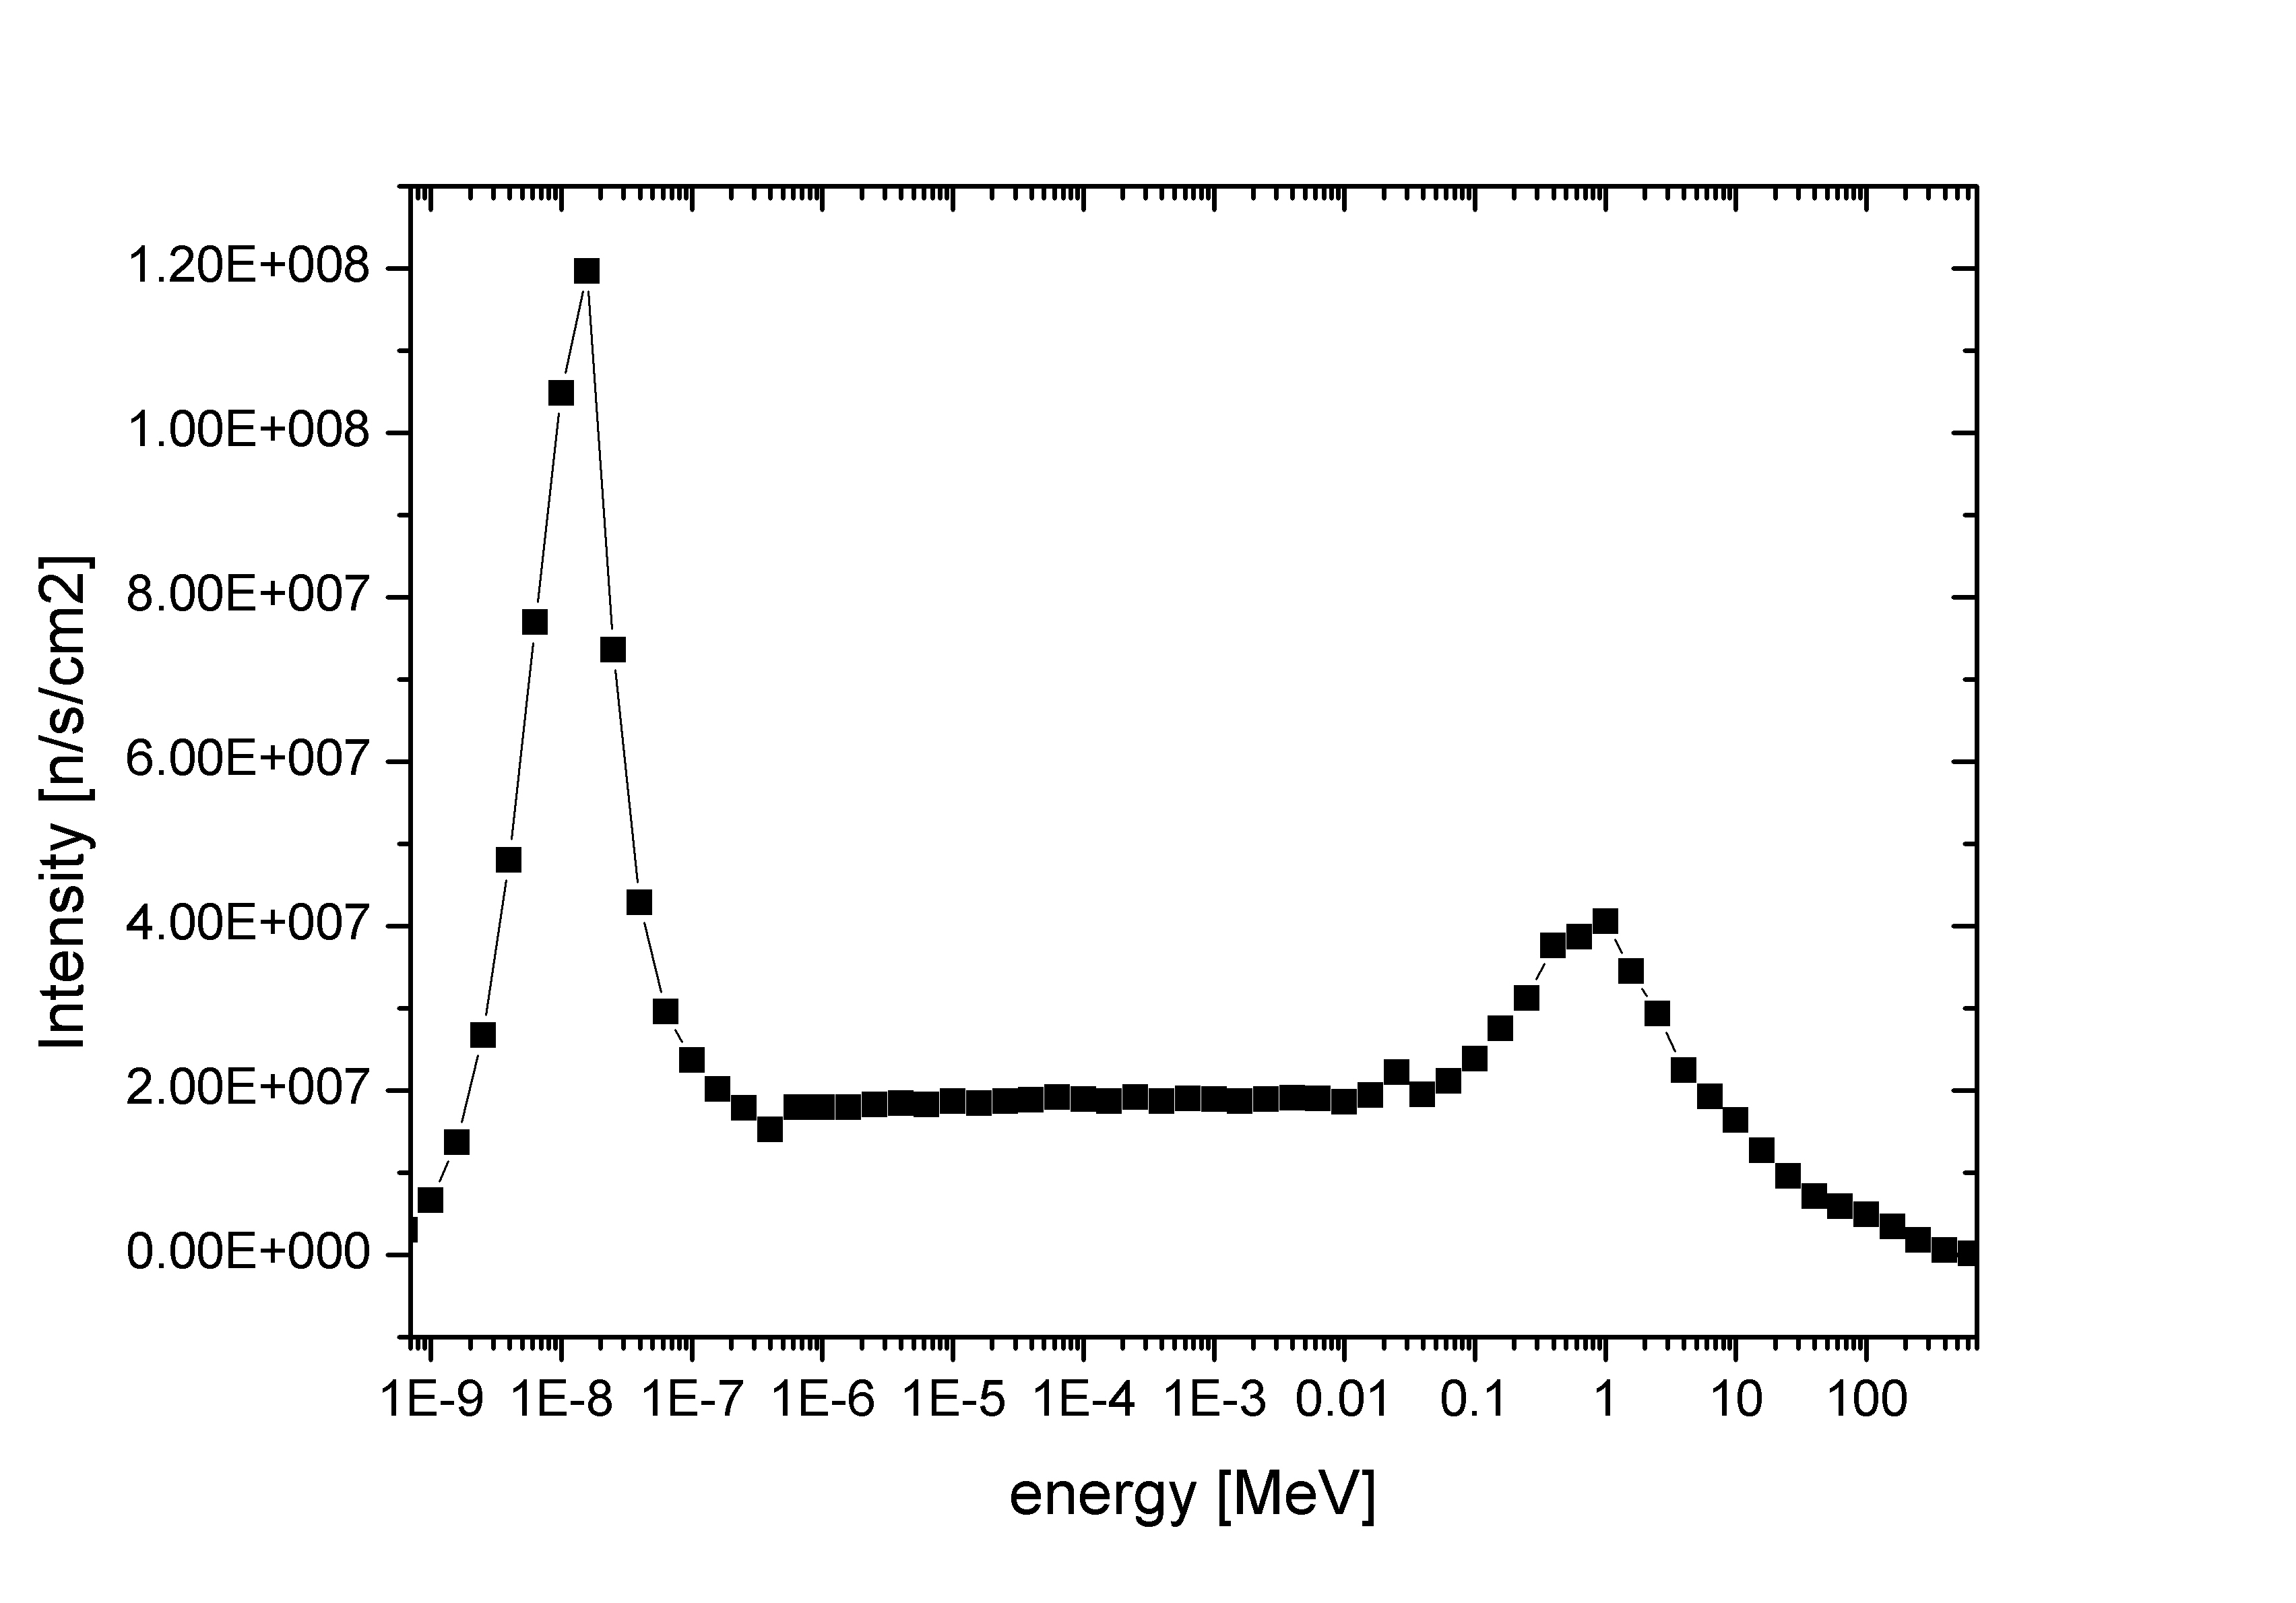 1.20E+008
1.00E+008
8.00E+007
6.00E+007
4.00E+007
2.00E+007
0.00E+000
Intensity [n/s/cm2]
1E-9 1E-8 1E-7 1E-6 1E-5 1E-4 1E-3 0.01 0.1 1 10 100
energy [MeV]